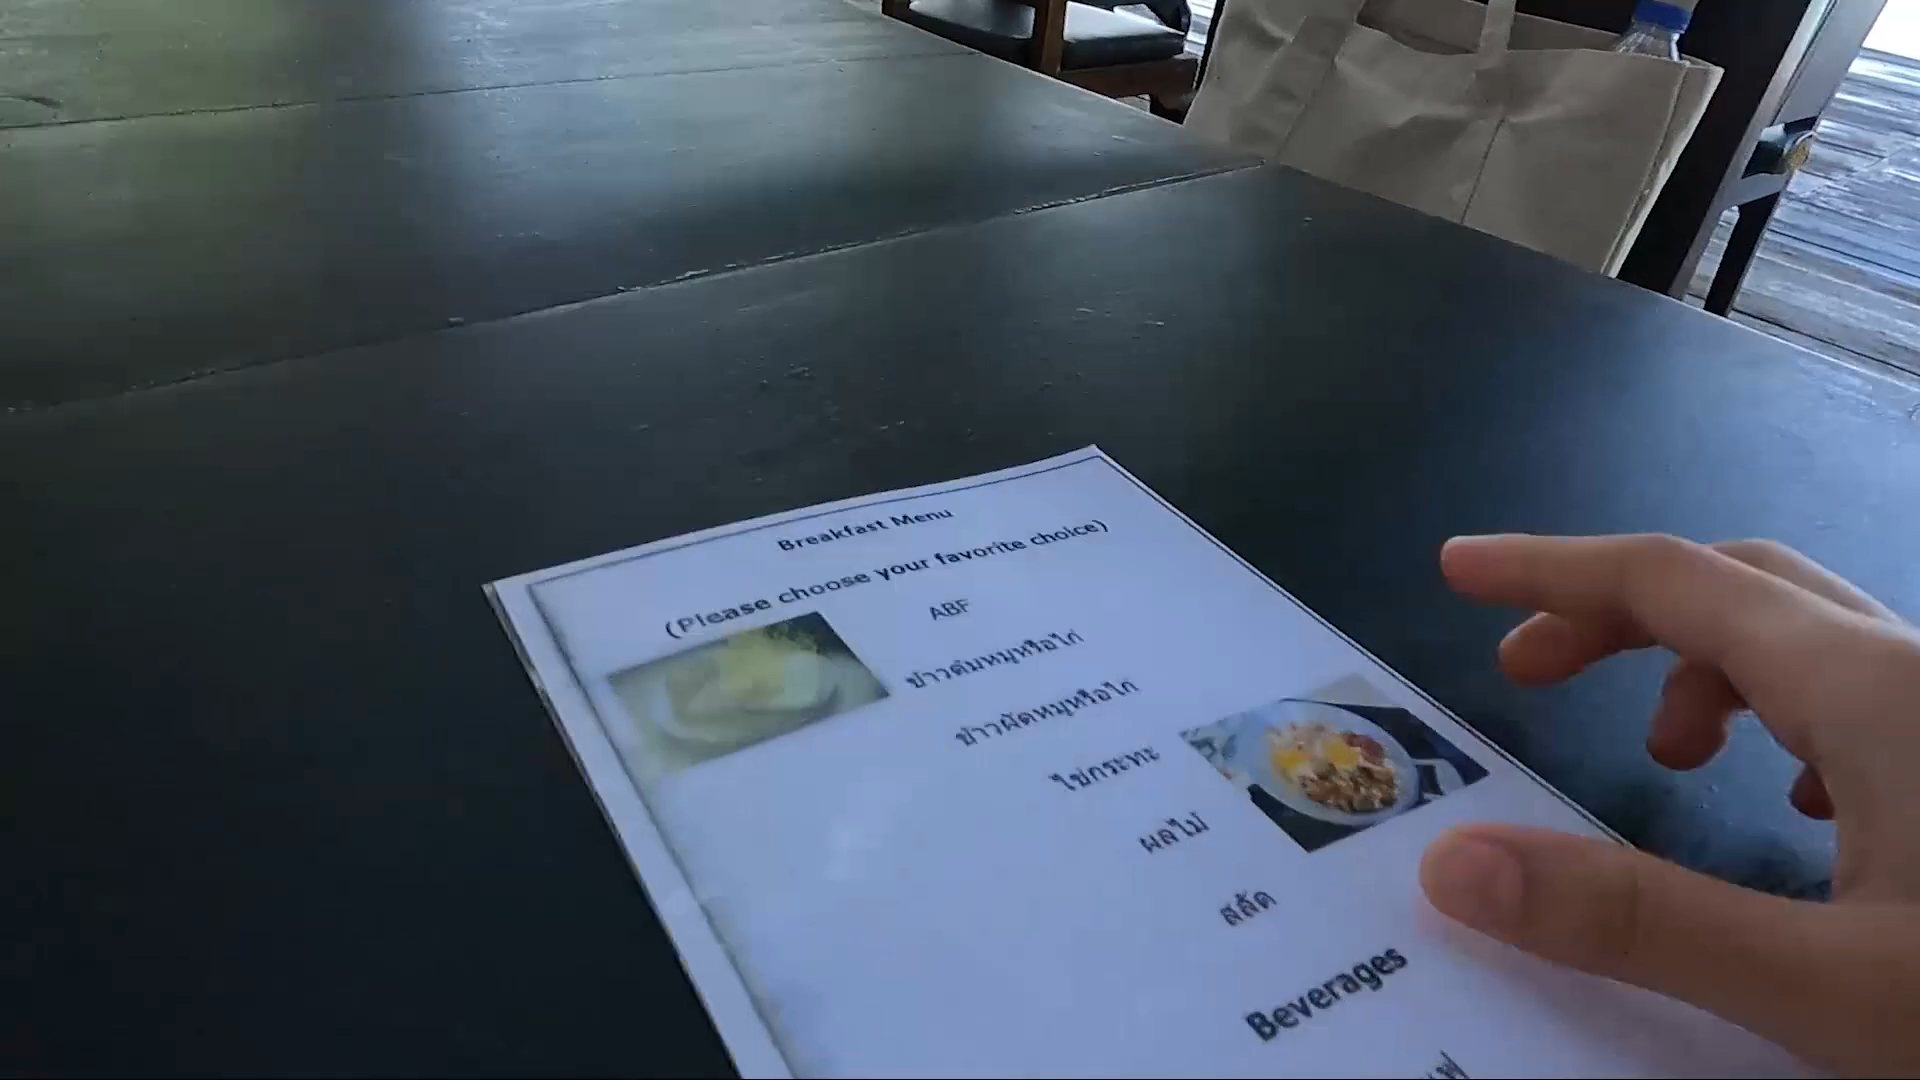 Breakfast Menu
(Please choose your favorite choice)
ABF
ข้าวต้มหมูหรือไก่
ข้าวผัดหมูหรือไก่
ไข่กระทะ
ผลไม้
สลัด
Beverages